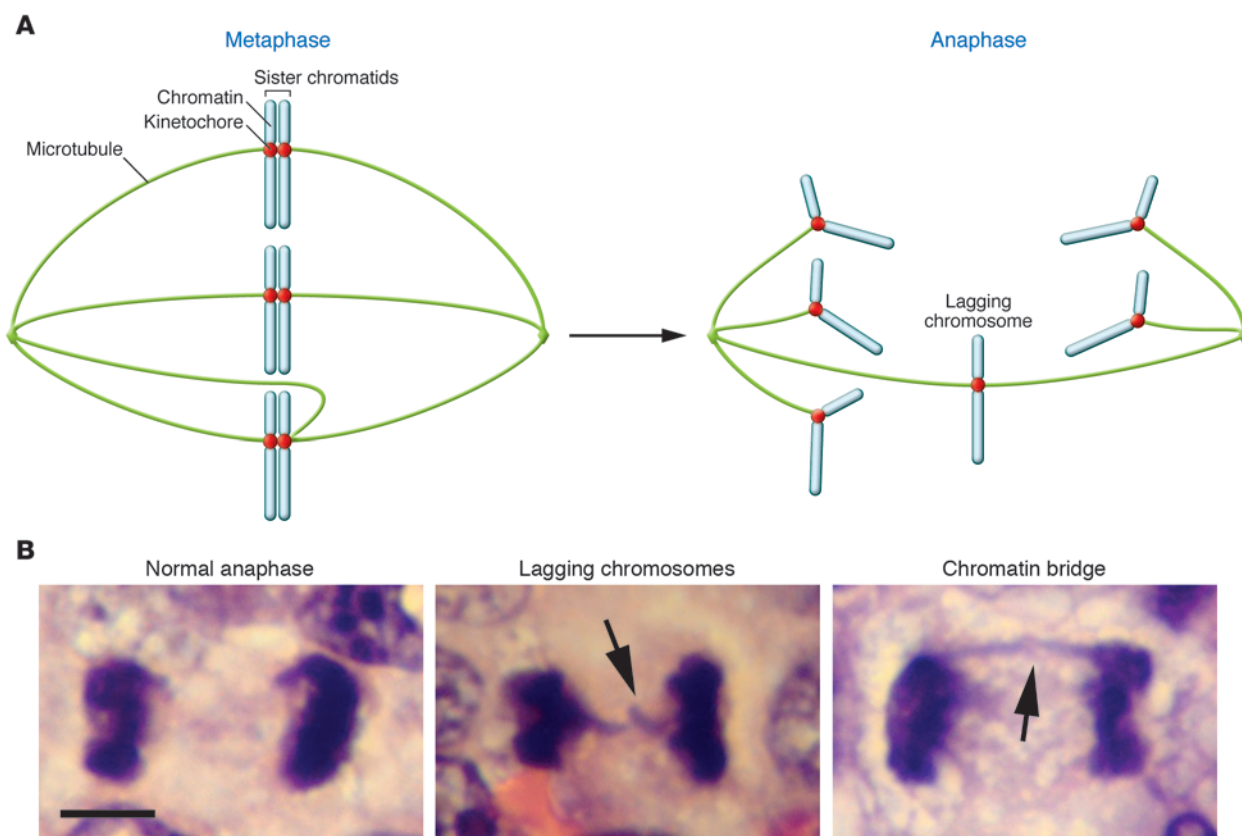 A
Metaphase
Anaphase
Sister chromatids
Chromatin
Kinetochore
Microtubule
Lagging
chromosome
B
Normal anaphase
Lagging chromosomes
Chromatin bridge